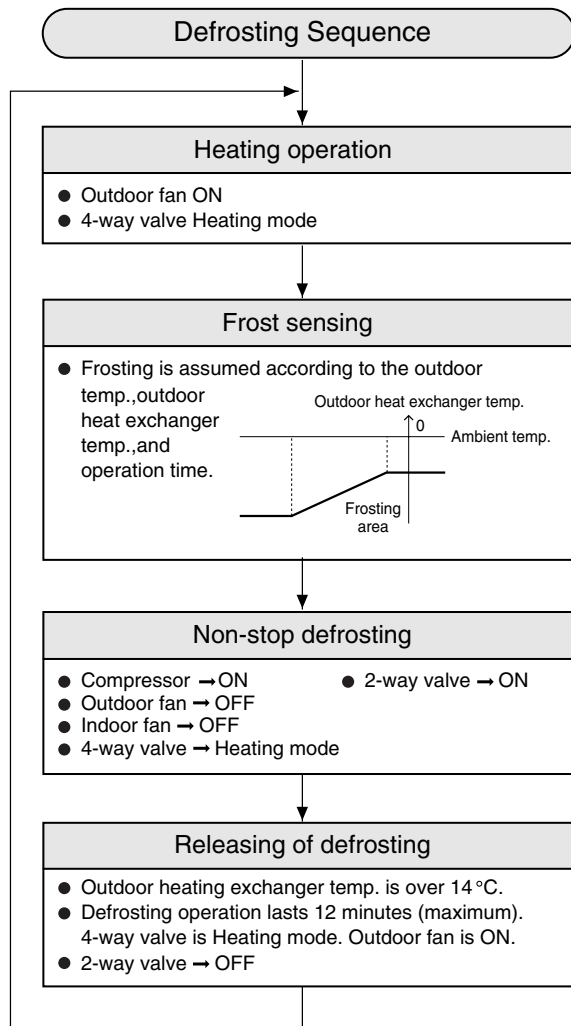 Defrosting Sequence
Heating operation
● Outdoor fan ON
● 4-way valve Heating mode
Frost sensing
● Frosting is assumed according to the outdoor
temp.,outdoor
heat exchanger
temp.,and
operation time.
Outdoor heat exchanger temp.
0
Ambient temp.
Frosting
area
Non-stop defrosting
● Compressor → ON
● Outdoor fan → OFF
● Indoor fan → OFF
● 4-way valve → Heating mode
● 2-way valve → ON
Releasing of defrosting
● Outdoor heating exchanger temp. is over 14°C.
● Defrosting operation lasts 12 minutes (maximum).
4-way valve is Heating mode. Outdoor fan is ON.
● 2-way valve → OFF